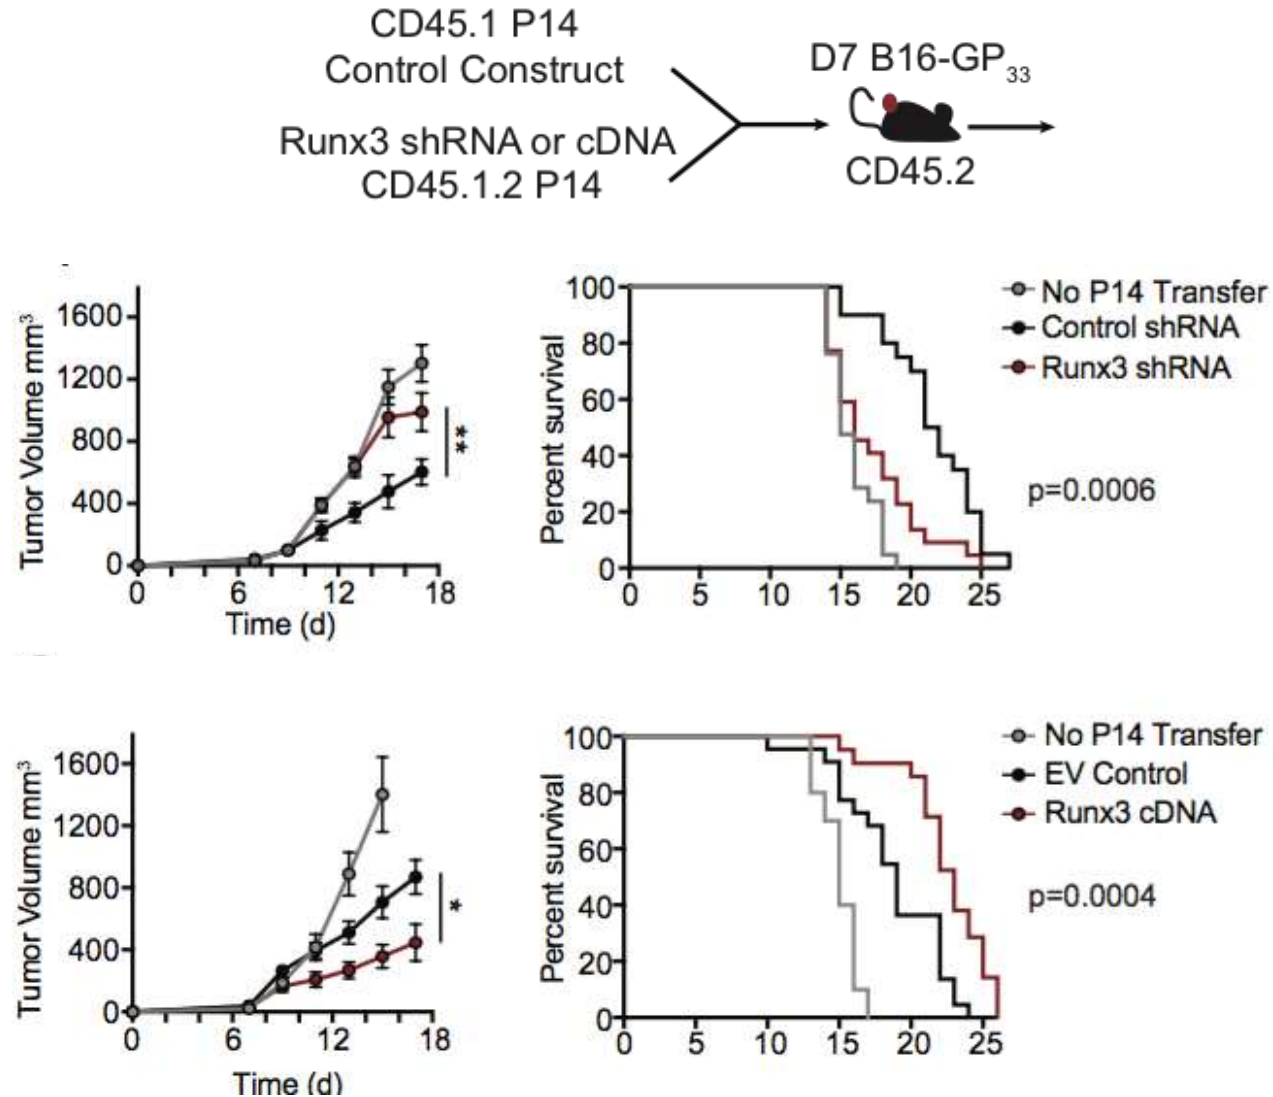 CD45.1 P14
Control Construct
Runx3 shRNA or cDNA
CD45.1.2 P14
D7 B16-GP33
CD45.2
Tumor Volume mm3
1600
1200
800
400
0
0 6 12 18
Time (d)
**
Percent survival
100
80
60
40
20
0
0 5 10 15 20 25
No P14 Transfer
Control shRNA
Runx3 shRNA
p=0.0006
Tumor Volume mm3
1600
1200
800
400
0
0 6 12 18
Time (d)
*
Percent survival
100
80
60
40
20
0
0 5 10 15 20 25
No P14 Transfer
EV Control
Runx3 cDNA
p=0.0004